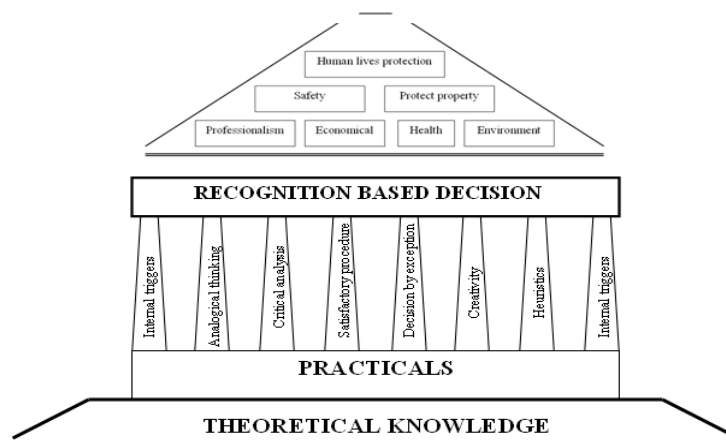 Human lives protection
Safety
Protect property
Professionalism
Economical
Health
Environment
RECOGNITION BASED DECISION
Internal triggers
Analogical thinking
Critical analysis
Satisfactory procedure
Decision by exception
Creativity
Heuristics
Internal triggers
PRACTICALS
THEORETICAL KNOWLEDGE